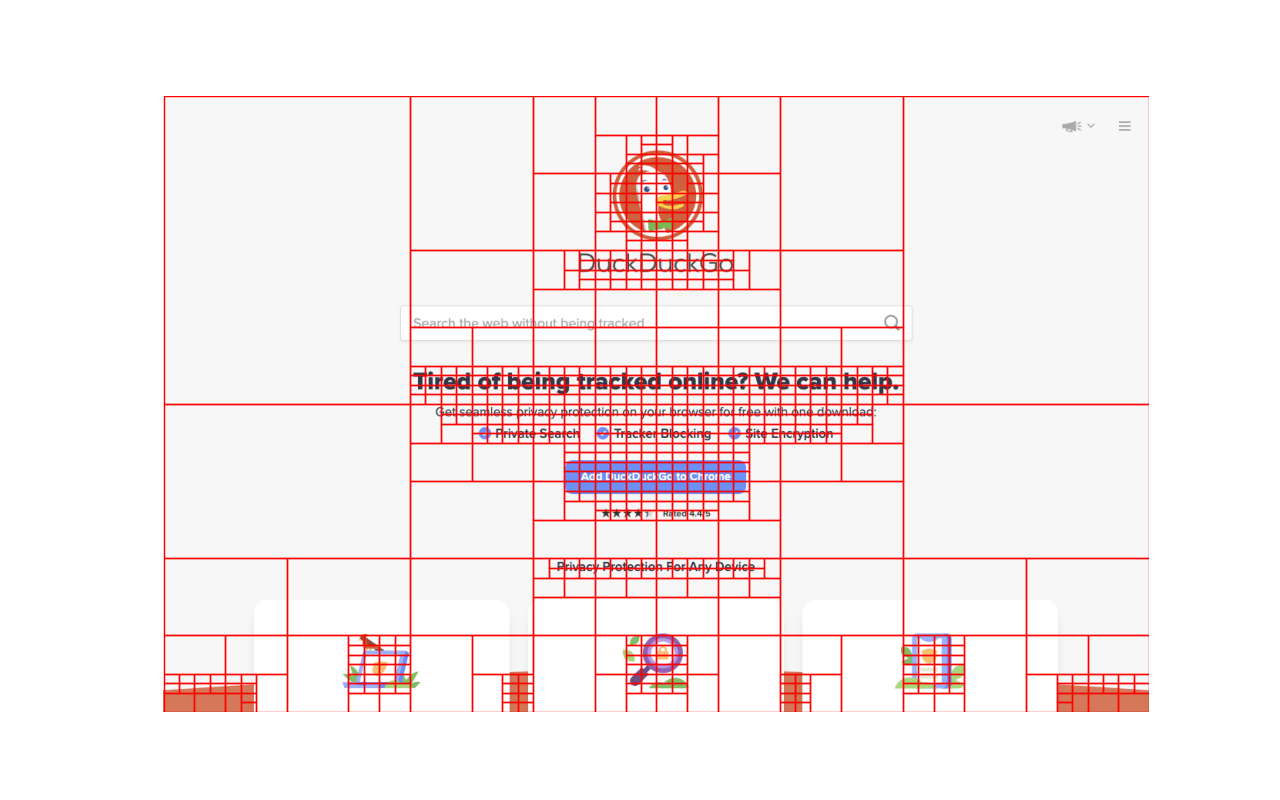 DuckDuckGo
Search the web without being tracked
Tired of being tracked online? We can help.
Get seamless privacy protection on your browser for free with one download:
Private Search Tracker Blocking Site Encryption
Add DuckDuckGo to Chrome
Rated 4.4/5
Privacy Protection For Any Device